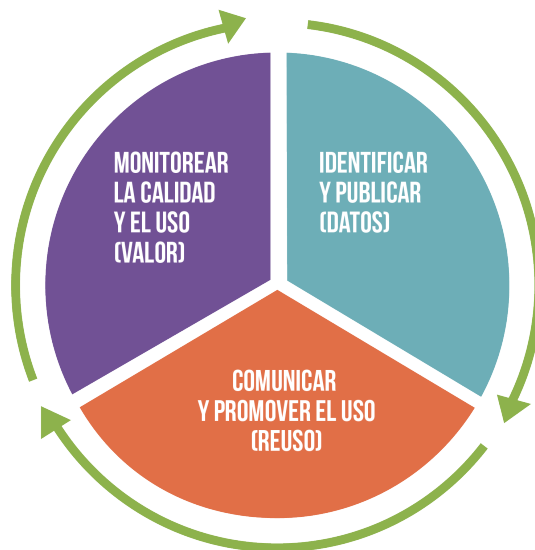 MONITOREAR
LA CALIDAD
Y EL USO
(VALOR)
IDENTIFICAR
Y PUBLICAR
(DATOS)
COMUNICAR
Y PROMOVER EL USO
(REUSO)